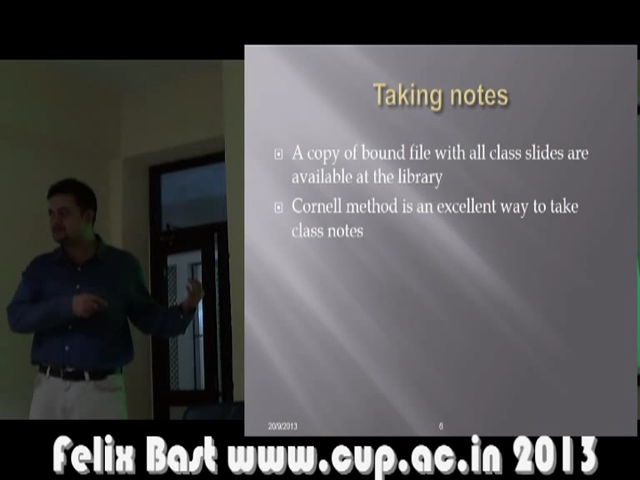 Taking notes
A copy of bound file with all class slides are
available at the library
Cornell method is an excellent way to take
class notes
20/9/2013
6
Felix Bast www.cup.ac.in 2013